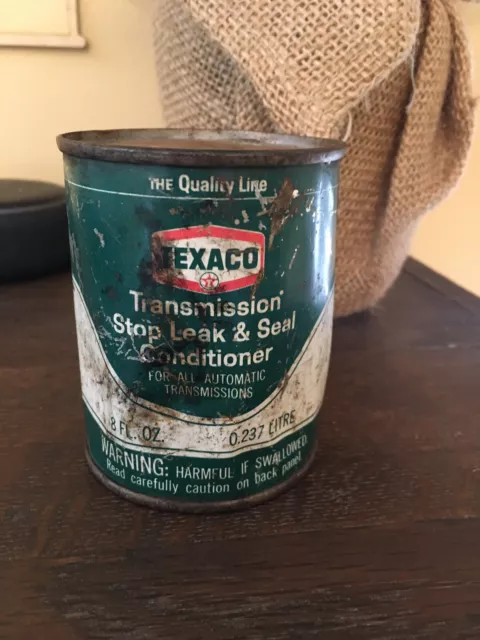 THE Quality Line
TEXACO
Transmission
Stop Leak & Seal
Conditioner
FOR ALL AUTOMATIC
TRANSMISSIONS
8 FL. OZ. 0.237 LITRE
WARNING: HARMFUL IF SWALLOWED.
Read carefully caution on back panel.